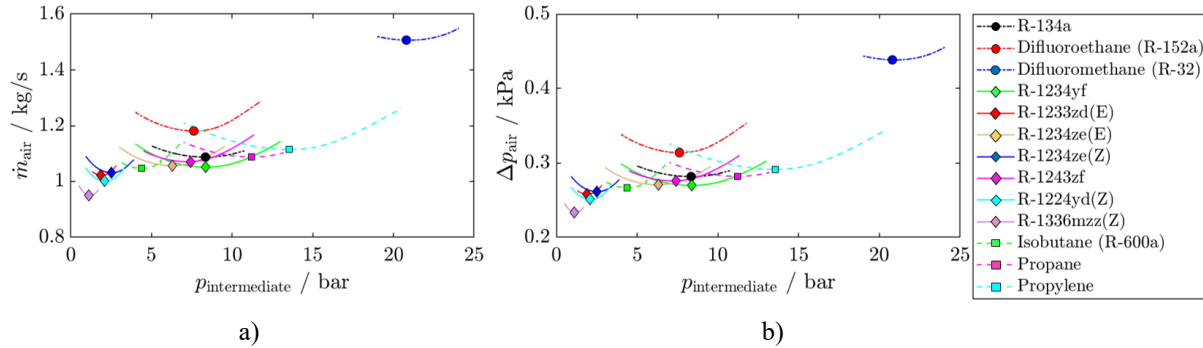 a)
1.6
1.4
1.2
1
0.8
ṁair / kg/s
0 5 10 15 20 25
pintermediate / bar
a)
b)
0.5
0.4
0.3
0.2
Δpair / kPa
0 5 10 15 20 25
pintermediate / bar
b)
R-134a
Difluoroethane (R-152a)
Difluoromethane (R-32)
R-1234yf
R-1233zd(E)
R-1234ze(E)
R-1234ze(Z)
R-1243zf
R-1224yd(Z)
R-1336mzz(Z)
Isobutane (R-600a)
Propane
Propylene